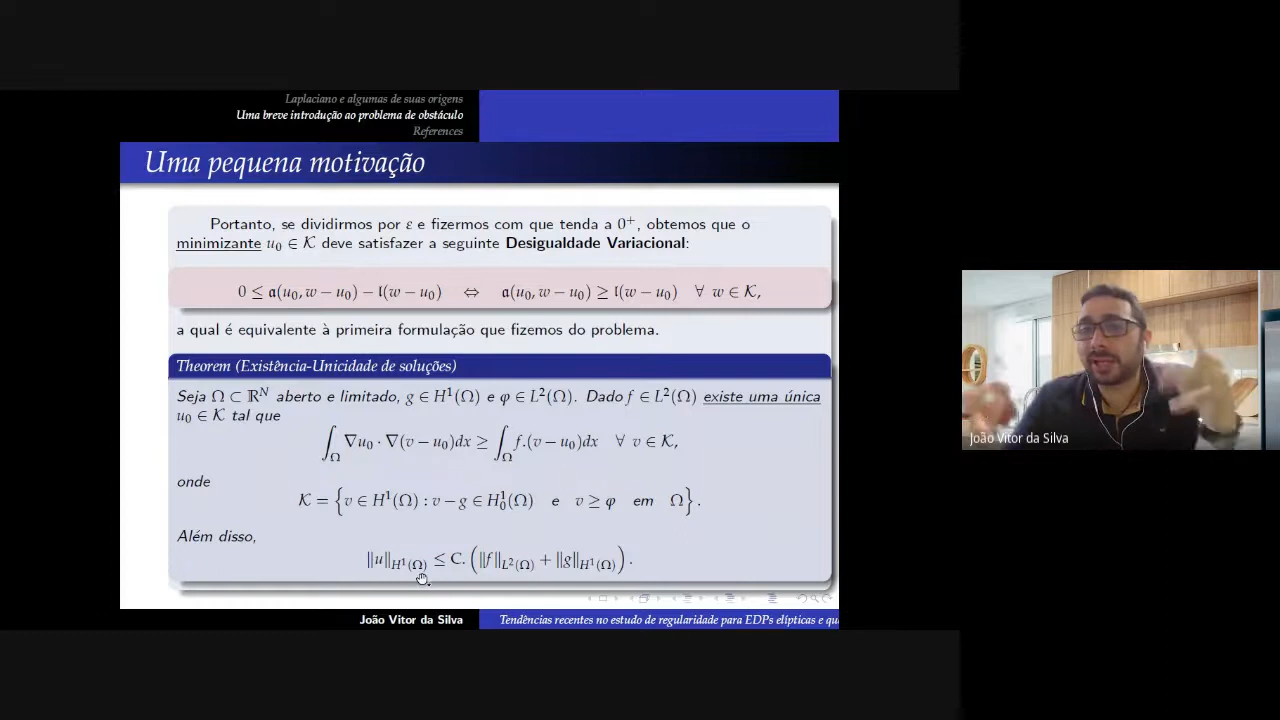 Laplaciano e algumas de suas origens
Uma breve introdução ao problema de obstáculo
References
Uma pequena motivação
Portanto, se dividirmos por ε e fizermos com que tenda a 0⁺, obtemos que o
minimizante u₀ ∈ 𝒦 deve satisfazer a seguinte Desigualdade Variacional:
0 ≤ 𝔞(u₀, w − u₀) − 𝔩(w − u₀) ⇔ 𝔞(u₀, w − u₀) ≥ 𝔩(w − u₀) ∀ w ∈ 𝒦,
a qual é equivalente à primeira formulação que fizemos do problema.
Theorem (Existência-Unicidade de soluções)
Seja Ω ⊂ ℝᴺ aberto e limitado, g ∈ H¹(Ω) e φ ∈ L²(Ω). Dado f ∈ L²(Ω) existe uma única
u₀ ∈ 𝒦 tal que
∫_Ω ∇u₀ · ∇(v − u₀)dx ≥ ∫_Ω f.(v − u₀)dx ∀ v ∈ 𝒦,
onde
𝒦 = {v ∈ H¹(Ω) : v − g ∈ H₀¹(Ω) e v ≥ φ em Ω}.
Além disso,
‖u‖_{H¹(Ω)} ≤ C. (‖f‖_{L²(Ω)} + ‖g‖_{H¹(Ω)}).
João Vitor da Silva
Tendências recentes no estudo de regularidade para EDPs elípticas e qu
João Vitor da Silva